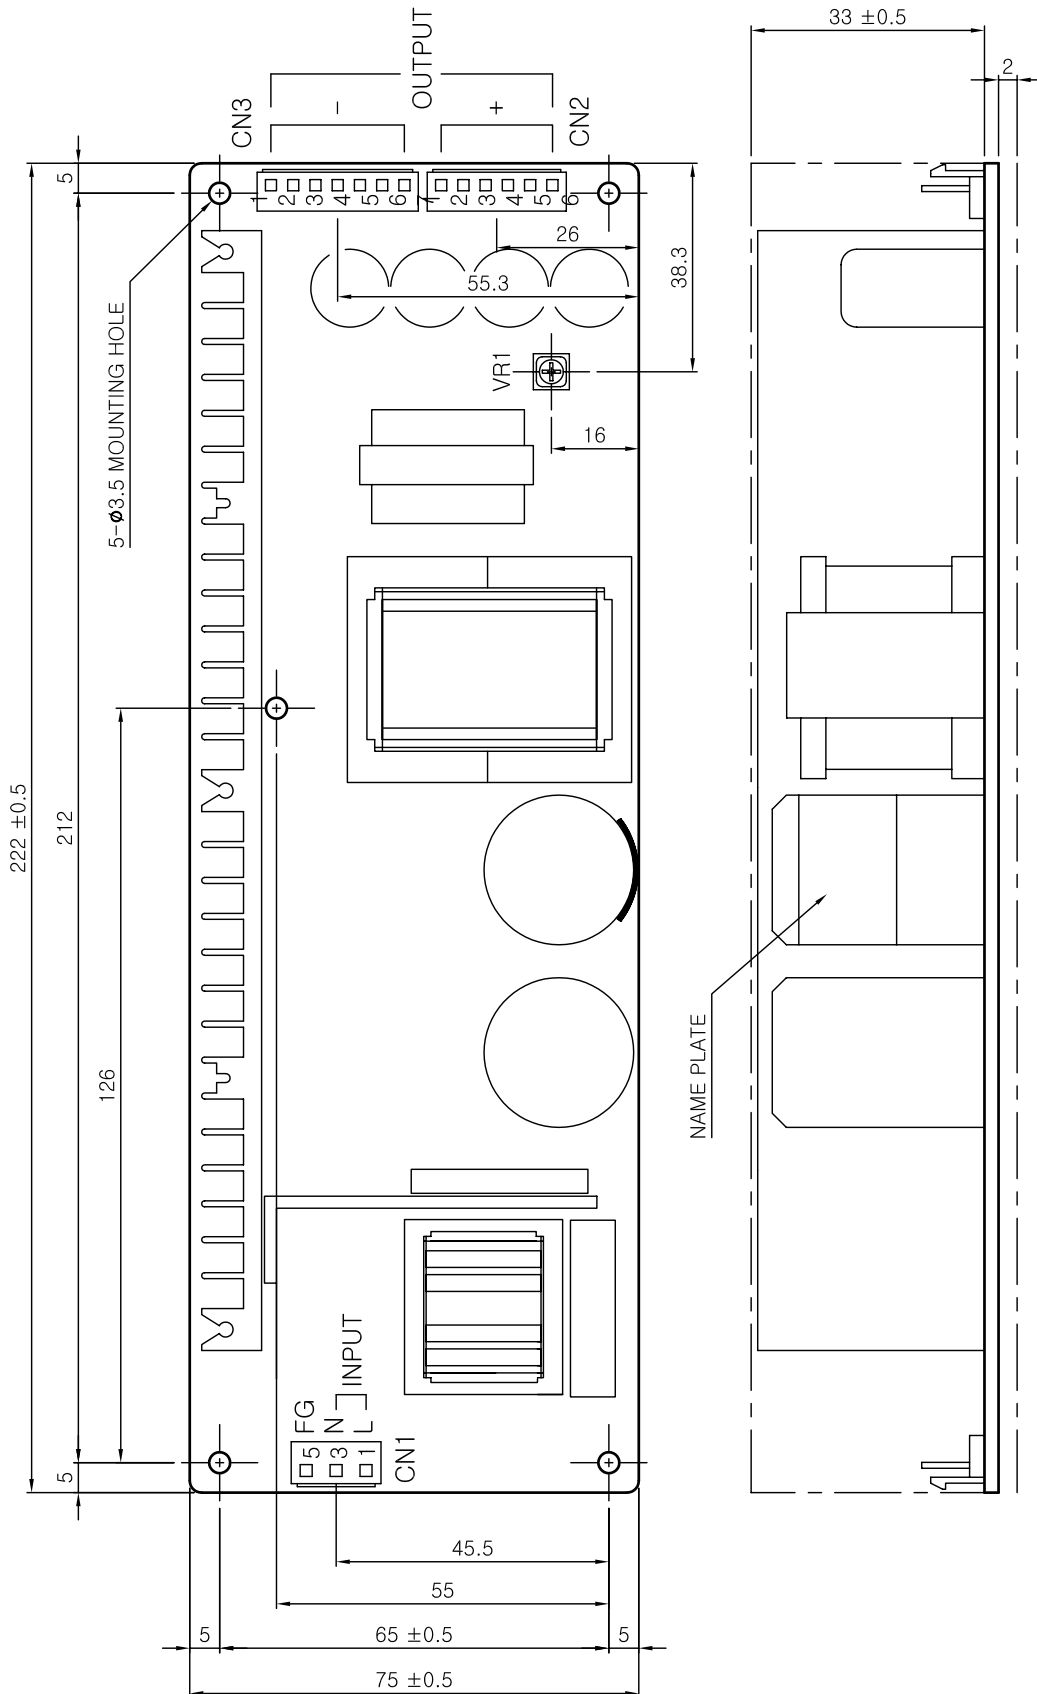 33 ±0.5
2
OUTPUT
CN3
-
+
CN2
5
1 2 3 4 5 6 7
1 2 3 4 5 6
26
38.3
55.3
5-ø3.5 MOUNTING HOLE
VR1
16
222 ±0.5
212
126
NAME PLATE
INPUT
FG
N
L
5 3 1
CN1
5
45.5
55
5
65 ±0.5
5
75 ±0.5